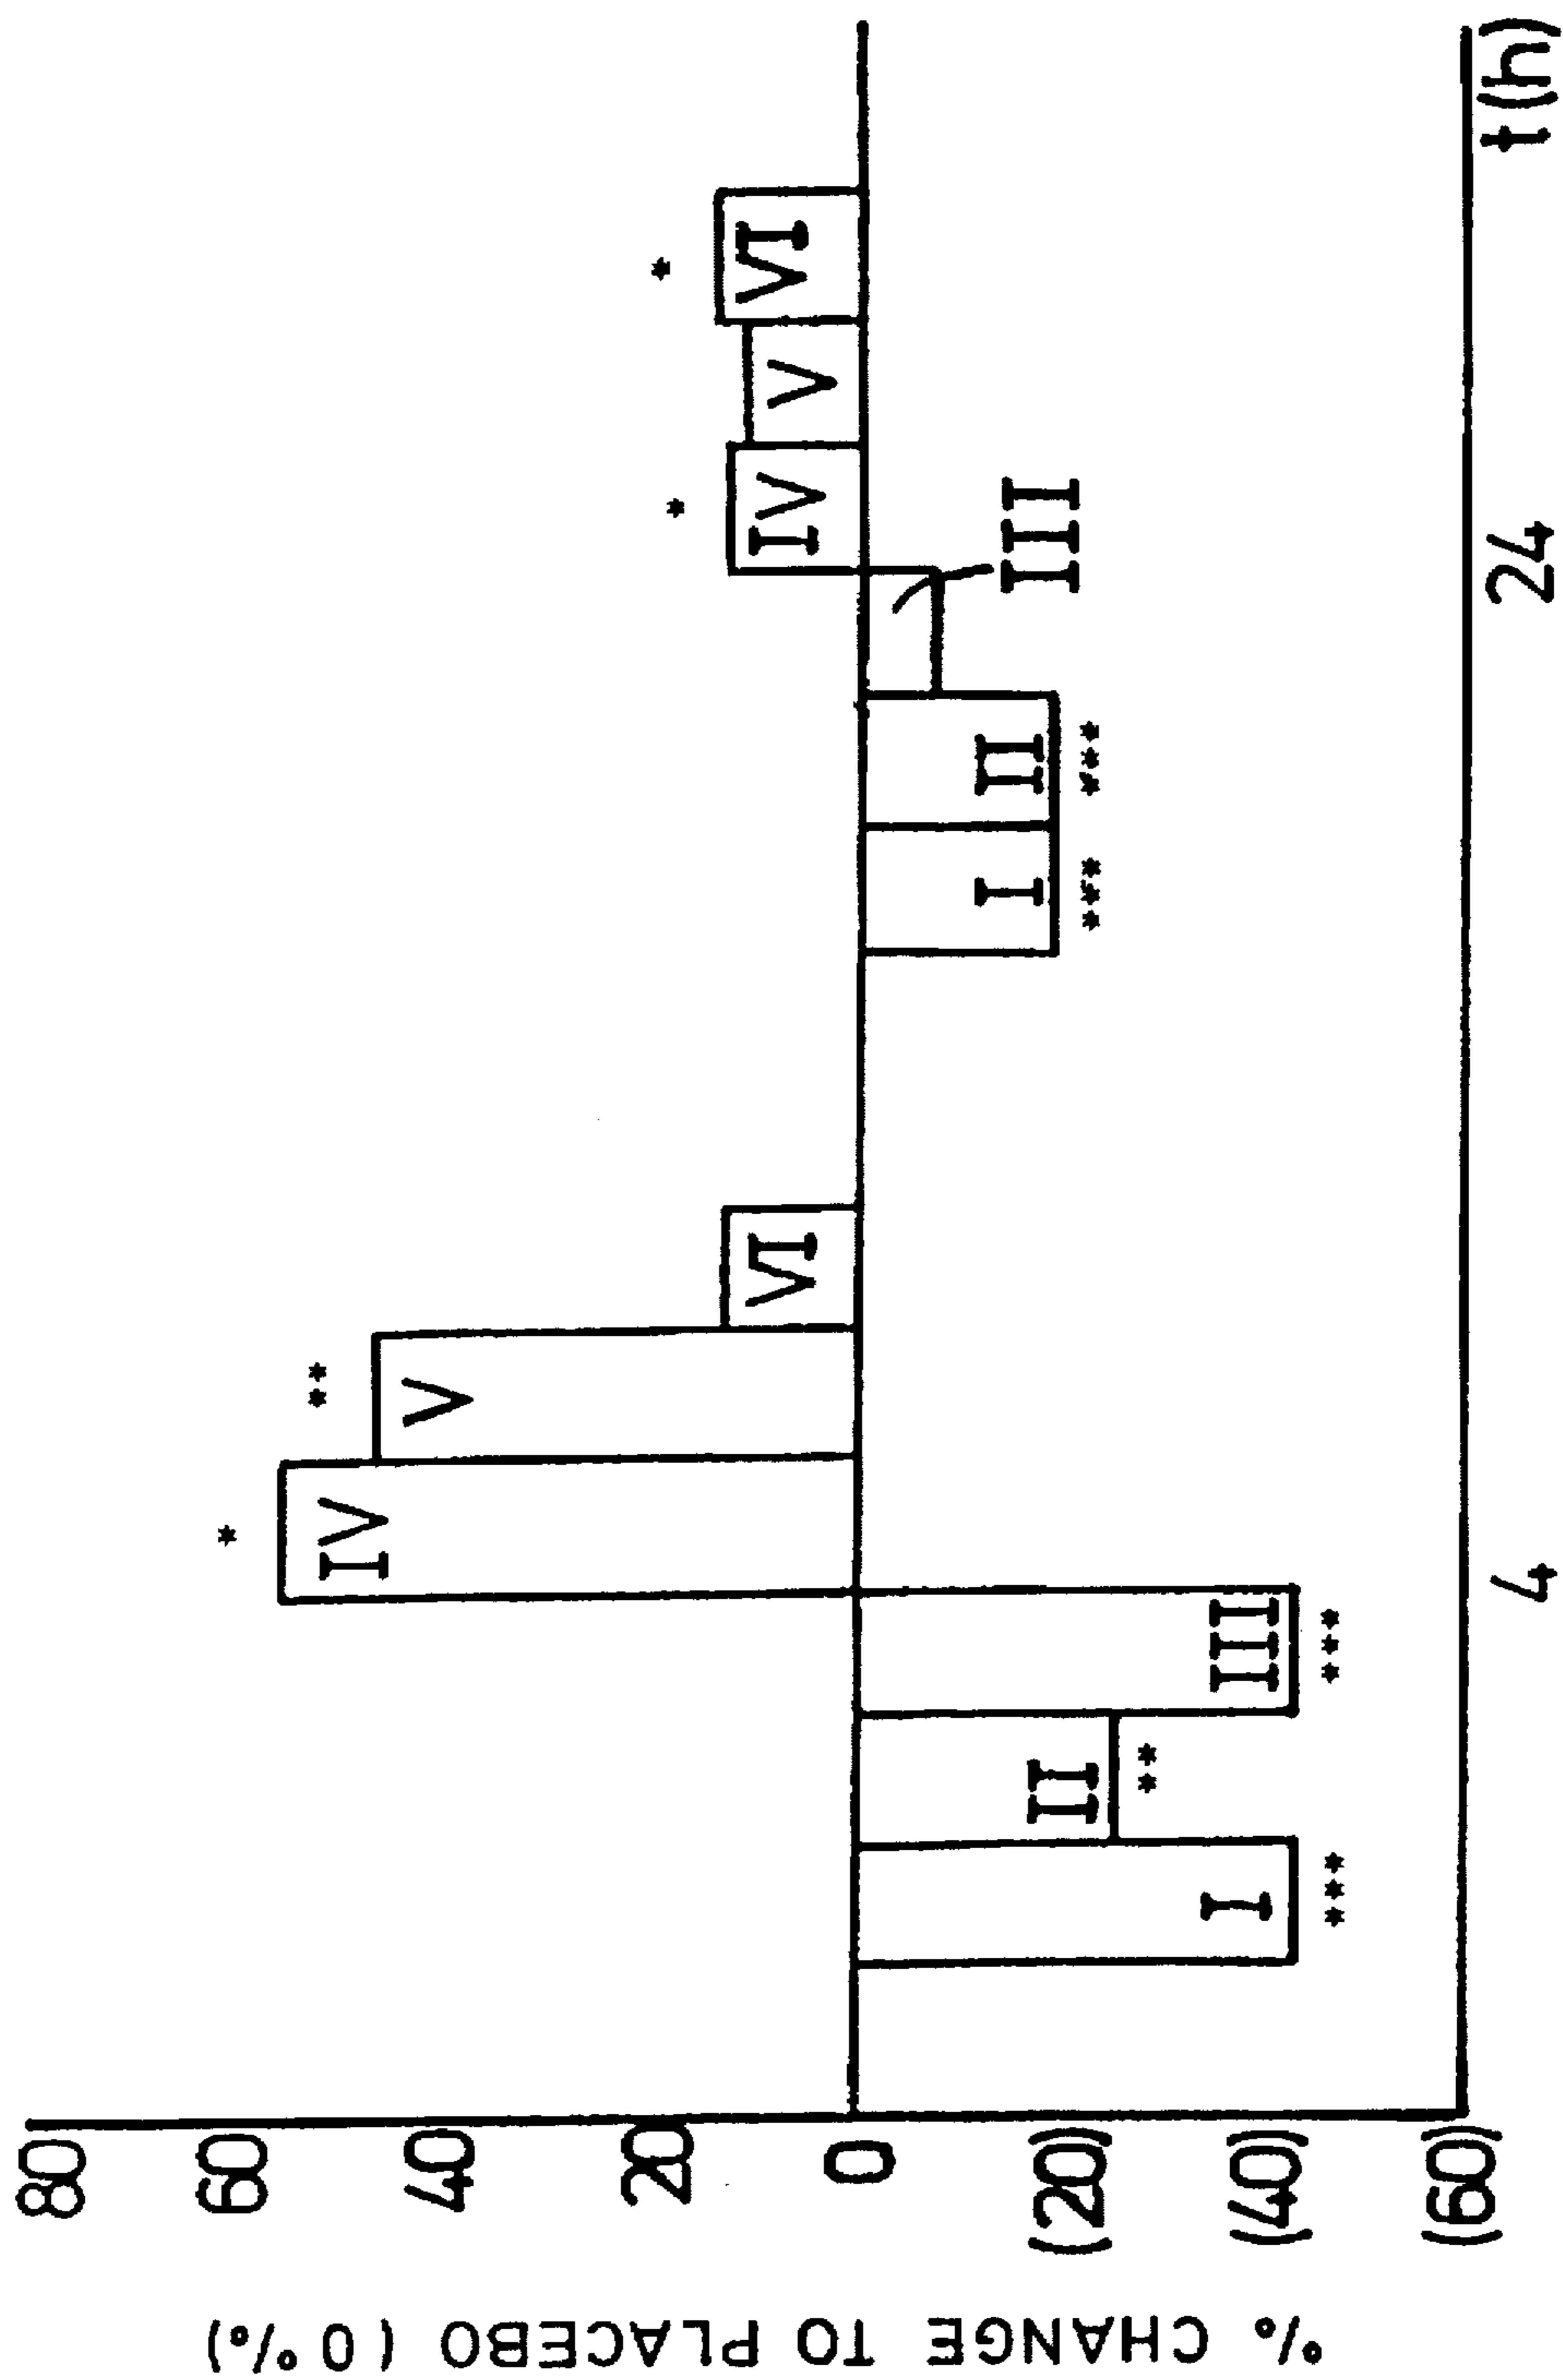 % CHANGE TO PLACEBO (0%)
80
60
40
20
0
(20)
(40)
(60)
*
IV
**
V
VI
I
***
II
**
III
***
*
IV
V
*
VI
I
***
II
***
III
4
24
t(h)